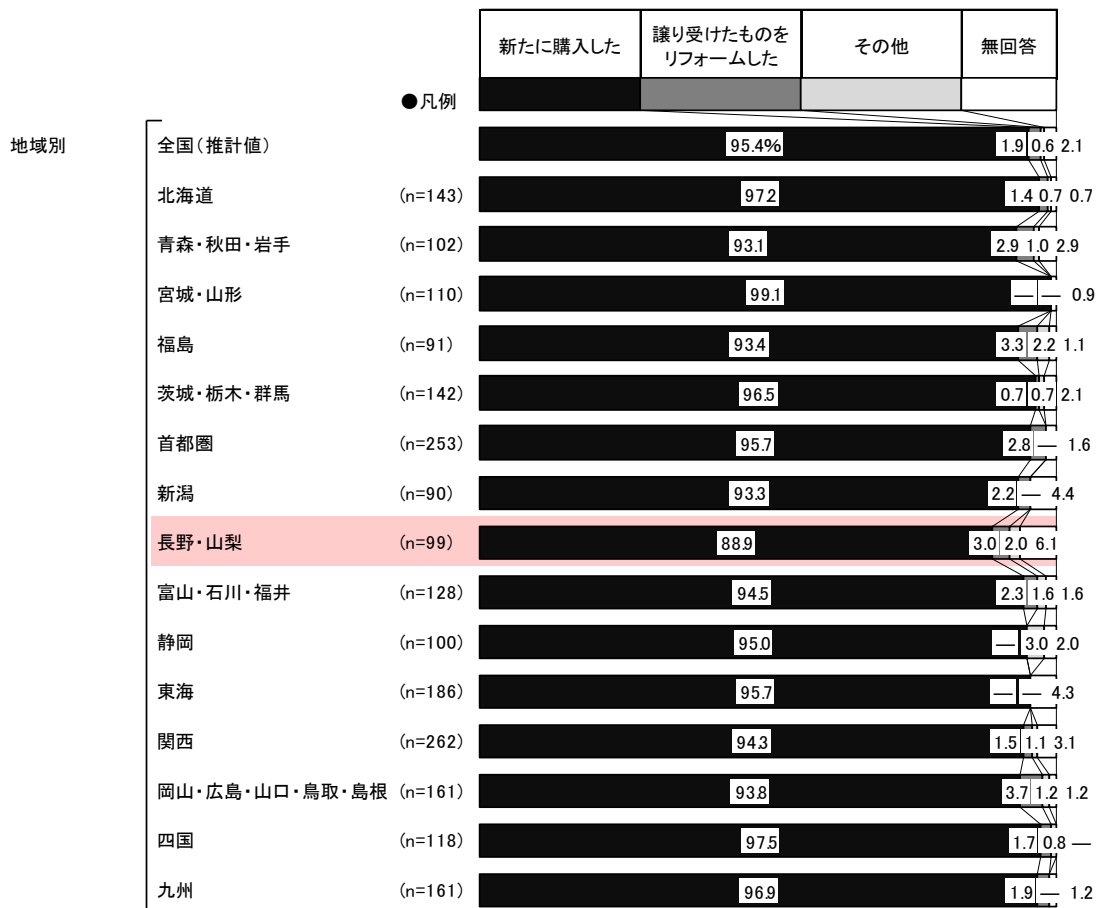 新たに購入した 譲り受けたものをリフォームした その他 無回答
●凡例
地域別
全国(推計値) 95.4% 1.9 0.6 2.1
北海道 (n=143) 97.2 1.4 0.7 0.7
青森・秋田・岩手 (n=102) 93.1 2.9 1.0 2.9
宮城・山形 (n=110) 99.1 — — 0.9
福島 (n=91) 93.4 3.3 2.2 1.1
茨城・栃木・群馬 (n=142) 96.5 0.7 0.7 2.1
首都圏 (n=253) 95.7 2.8 — 1.6
新潟 (n=90) 93.3 2.2 — 4.4
長野・山梨 (n=99) 88.9 3.0 2.0 6.1
富山・石川・福井 (n=128) 94.5 2.3 1.6 1.6
静岡 (n=100) 95.0 — 3.0 2.0
東海 (n=186) 95.7 — — 4.3
関西 (n=262) 94.3 1.5 1.1 3.1
岡山・広島・山口・鳥取・島根 (n=161) 93.8 3.7 1.2 1.2
四国 (n=118) 97.5 1.7 0.8 —
九州 (n=161) 96.9 1.9 — 1.2